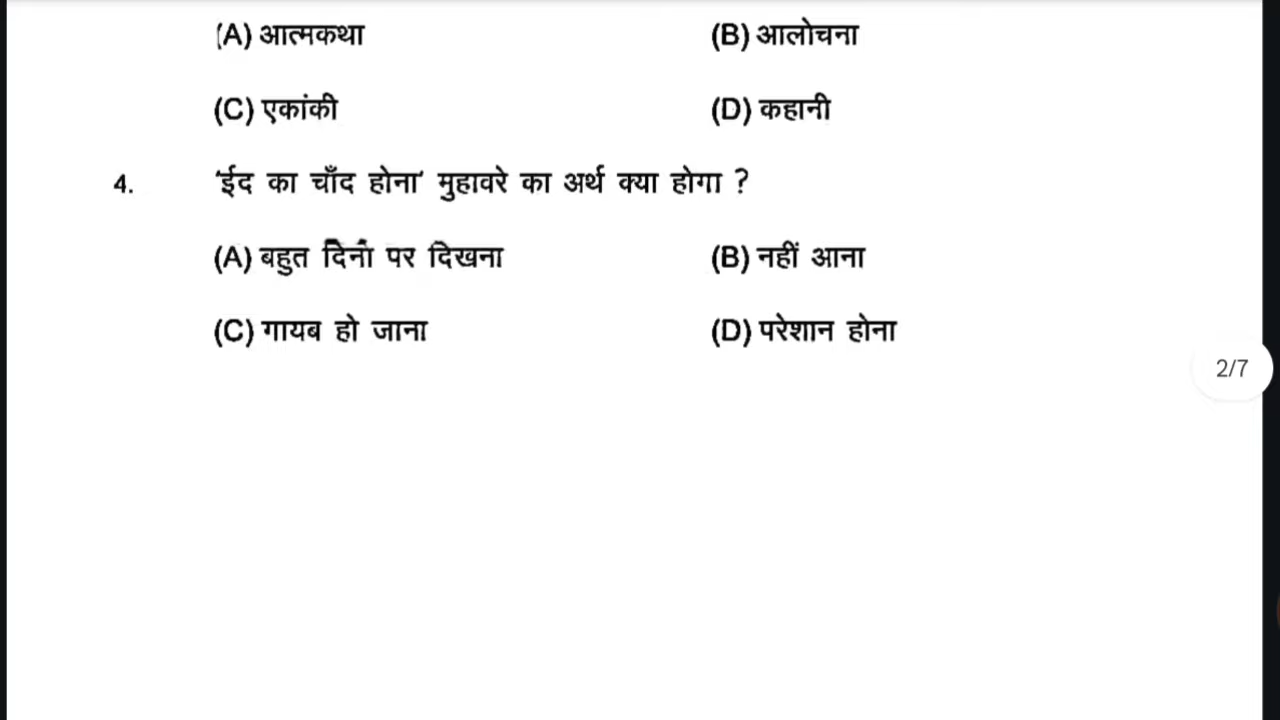 (A) आत्मकथा (B) आलोचना
(C) एकांकी (D) कहानी
4. 'ईद का चाँद होना' मुहावरे का अर्थ क्या होगा ?
(A) बहुत दिनों पर दिखना (B) नहीं आना
(C) गायब हो जाना (D) परेशान होना
2/7